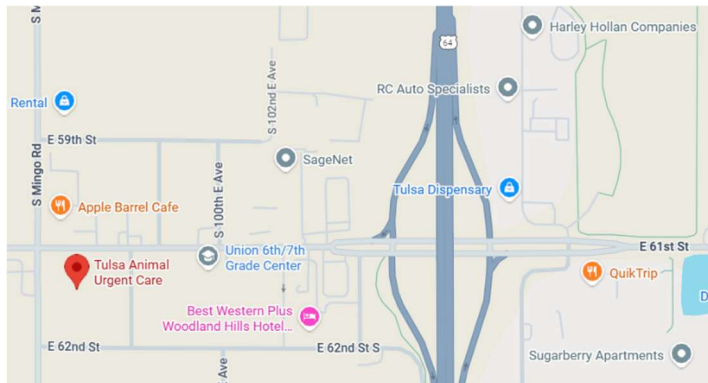 S M
64
Harley Hollan Companies
S 102nd E Ave
RC Auto Specialists
Rental
E 59th St
S Mingo Rd
SageNet
S 100th E Ave
Tulsa Dispensary
Apple Barrel Cafe
E 61st St
Union 6th/7th
Grade Center
Tulsa Animal
Urgent Care
QuikTrip
D
Best Western Plus
Woodland Hills Hotel...
E 62nd St
E 62nd St S
Sugarberry Apartments
Ave